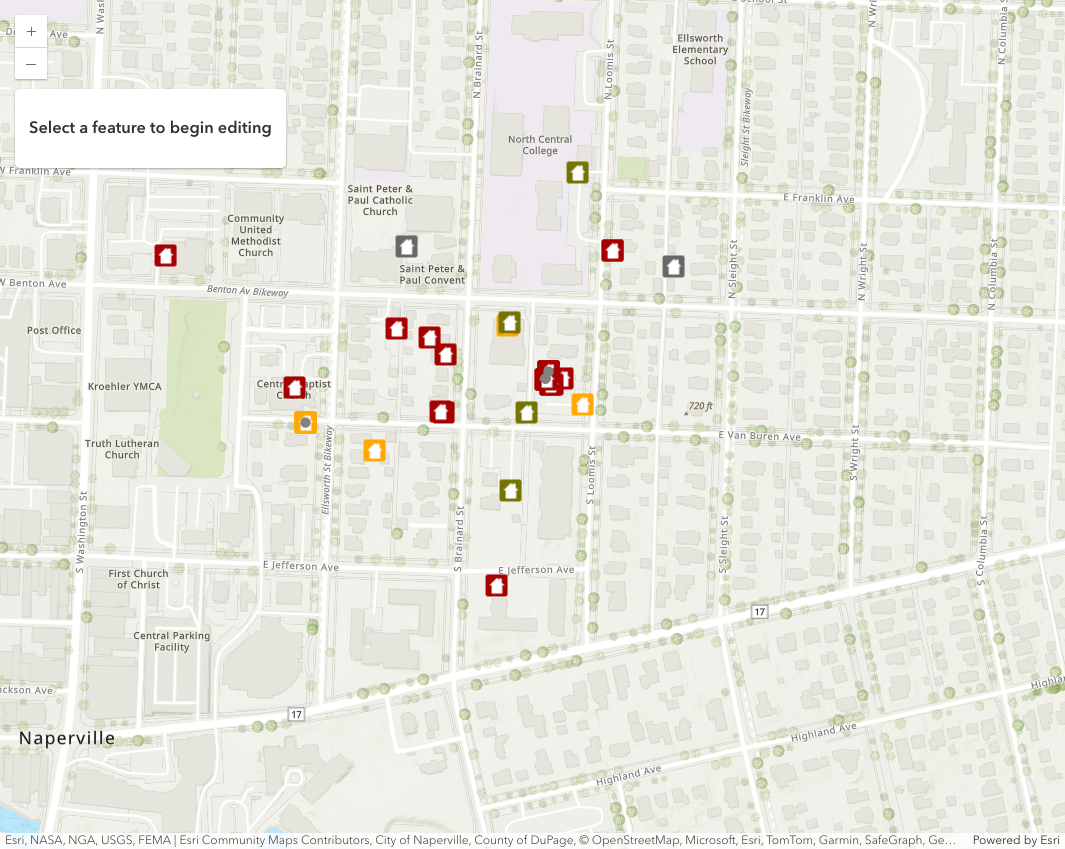 +
−
Select a feature to begin editing
E School St
N Wri
N Columbia St
N Brainard St
N Loomis St
Ellsworth
Elementary
School
Sleight St Bikeway
North Central
College
W Franklin Ave
E Franklin Ave
Saint Peter &
Paul Catholic
Church
Community
United
Methodist
Church
Saint Peter &
Paul Convent
W Benton Ave
Benton Av Bikeway
N Sleight St
N Wright St
N Columbia St
Post Office
Kroehler YMCA
720 ft
Truth Lutheran
Church
E Van Buren Ave
Ellsworth St Bikeway
S Washington St
S Brainard St
S Loomis St
S Sleight St
S Wright St
S Columbia St
E Jefferson Ave
E Jefferson Ave
First Church
of Christ
17
Central Parking
Facility
ckson Ave
17
Highlan
Highland Ave
Highland Ave
Naperville
Esri, NASA, NGA, USGS, FEMA | Esri Community Maps Contributors, City of Naperville, County of DuPage, © OpenStreetMap, Microsoft, Esri, TomTom, Garmin, SafeGraph, Ge…
Powered by Esri